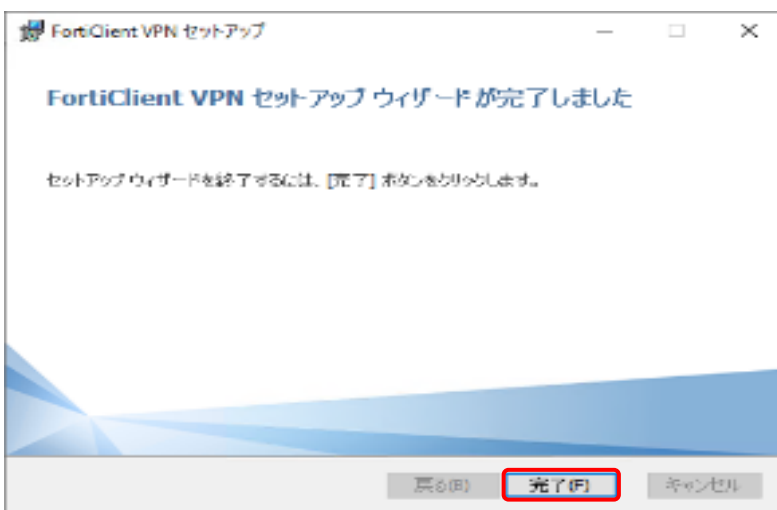 FortiClient VPN セットアップ
FortiClient VPN セットアップ ウィザードが完了しました
セットアップ ウィザードを終了するには、[完了] ボタンをクリックします。
戻る(B) 完了(F) キャンセル